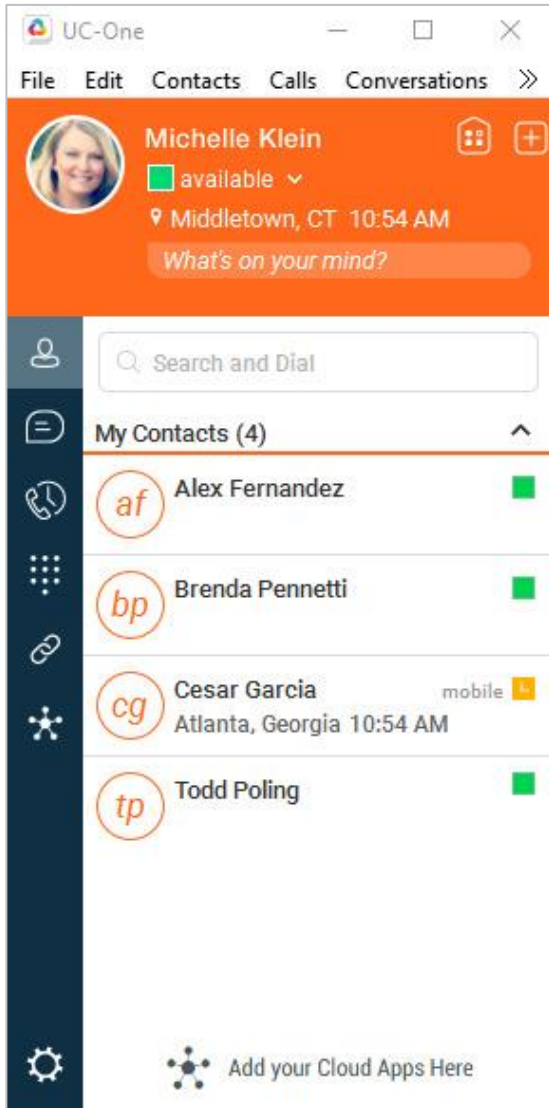 UC-One
File Edit Contacts Calls Conversations
Michelle Klein
available
Middletown, CT 10:54 AM
What's on your mind?
Search and Dial
My Contacts (4)
af Alex Fernandez
bp Brenda Pennetti
cg Cesar Garcia mobile
Atlanta, Georgia 10:54 AM
tp Todd Poling
Add your Cloud Apps Here